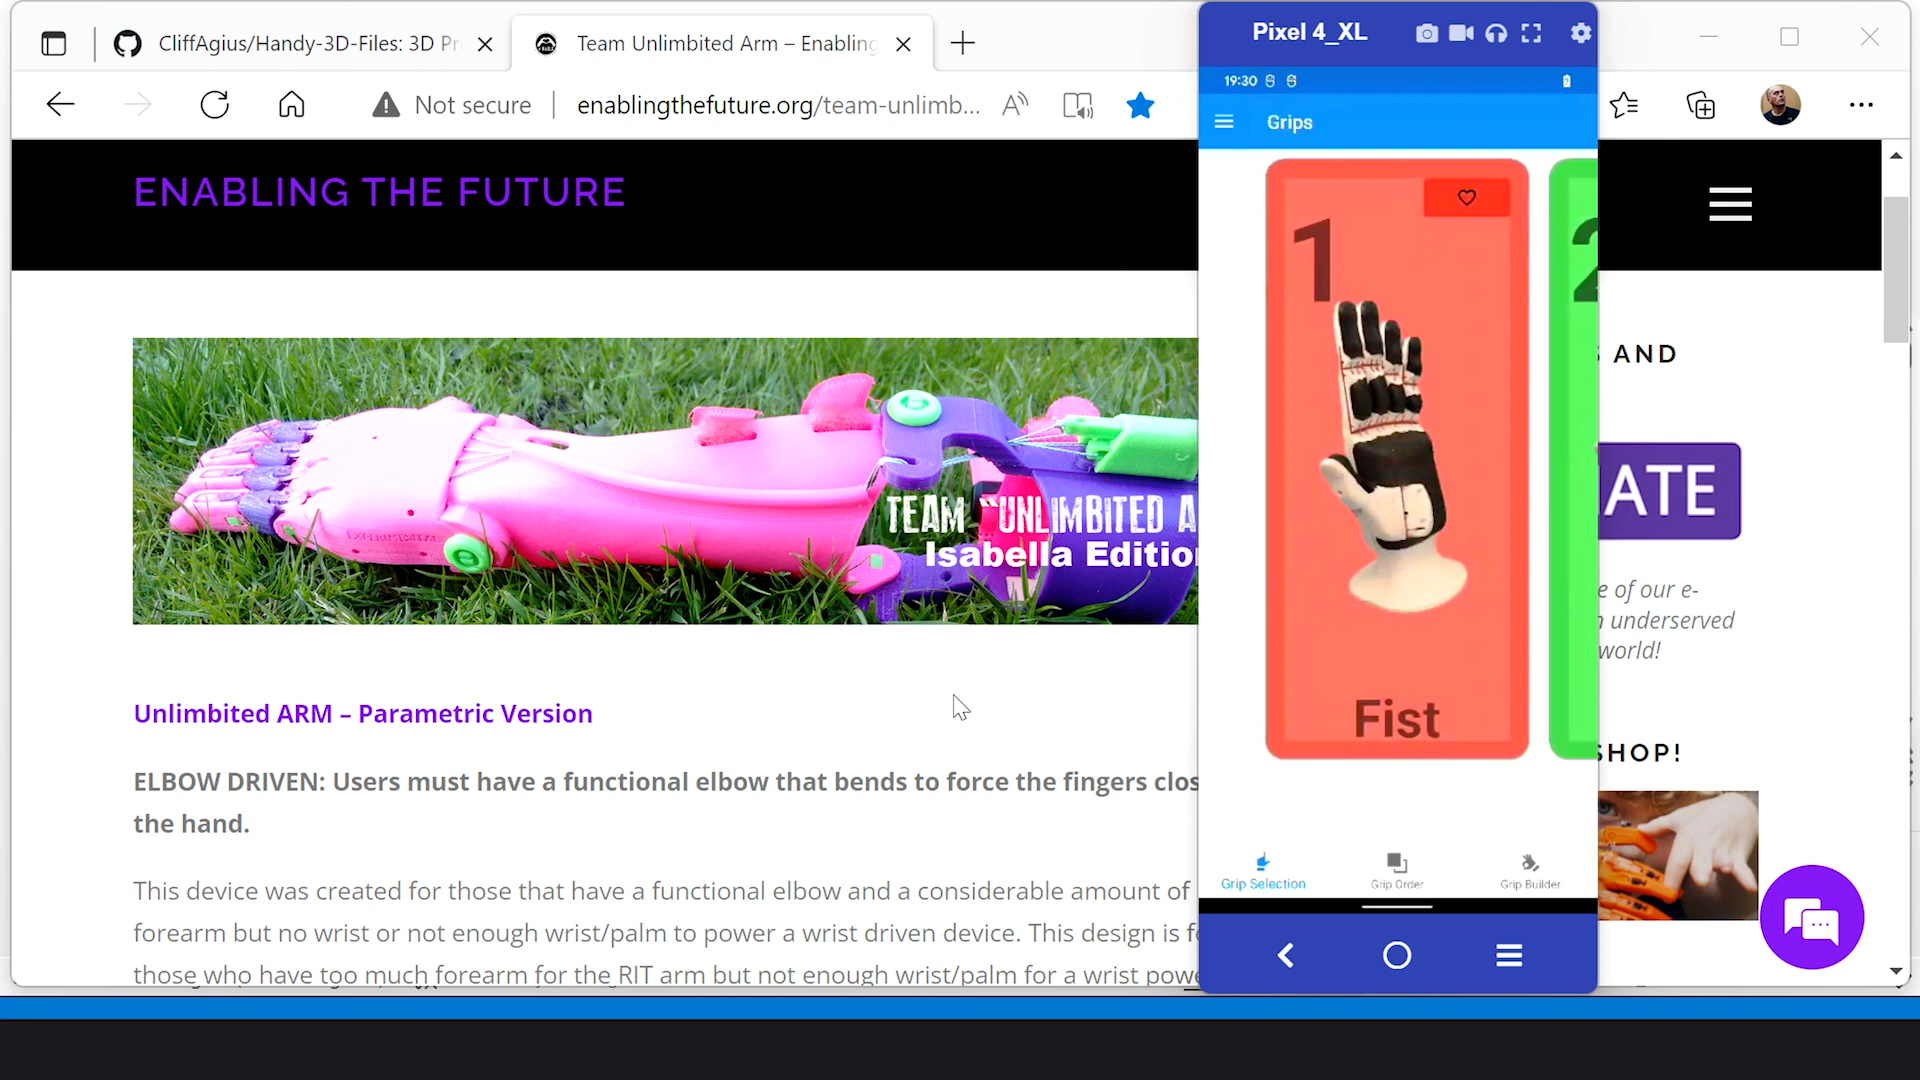 CliffAgius/Handy-3D-Files: 3D Pr
Team Unlimbited Arm – Enabling
Not secure
enablingthefuture.org/team-unlimb...
ENABLING THE FUTURE
TEAM “UNLIMBITED A
Isabella Edition
Unlimbited ARM – Parametric Version
ELBOW DRIVEN: Users must have a functional elbow that bends to force the fingers clos
the hand.
This device was created for those that have a functional elbow and a considerable amount of
forearm but no wrist or not enough wrist/palm to power a wrist driven device. This design is f
those who have too much forearm for the RIT arm but not enough wrist/palm for a wrist powe
Pixel 4_XL
19:30
Grips
1
2
Fist
Grip Selection
Grip Order
Grip Builder
S AND
ATE
e of our e-
n underserved
world!
SHOP!